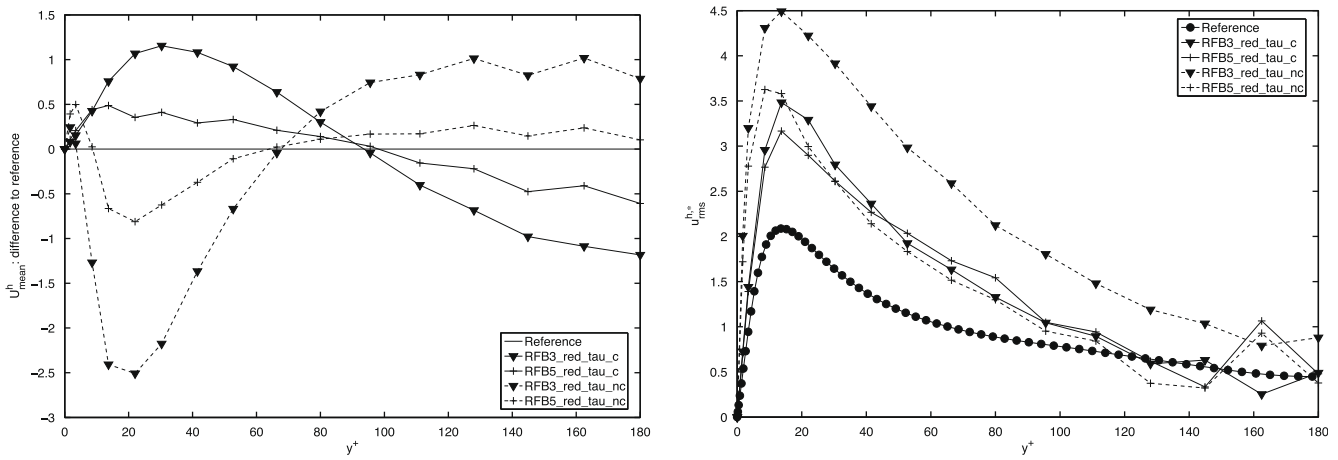 1.5
1
0.5
0
−0.5
−1
−1.5
−2
−2.5
−3
U^h_mean: difference to reference
0 20 40 60 80 100 120 140 160 180
y+
Reference
RFB3_red_tau_c
RFB5_red_tau_c
RFB3_red_tau_nc
RFB5_red_tau_nc
4.5
4
3.5
3
2.5
2
1.5
1
0.5
0
u^h,*_rms
0 20 40 60 80 100 120 140 160 180
y+
Reference
RFB3_red_tau_c
RFB5_red_tau_c
RFB3_red_tau_nc
RFB5_red_tau_nc